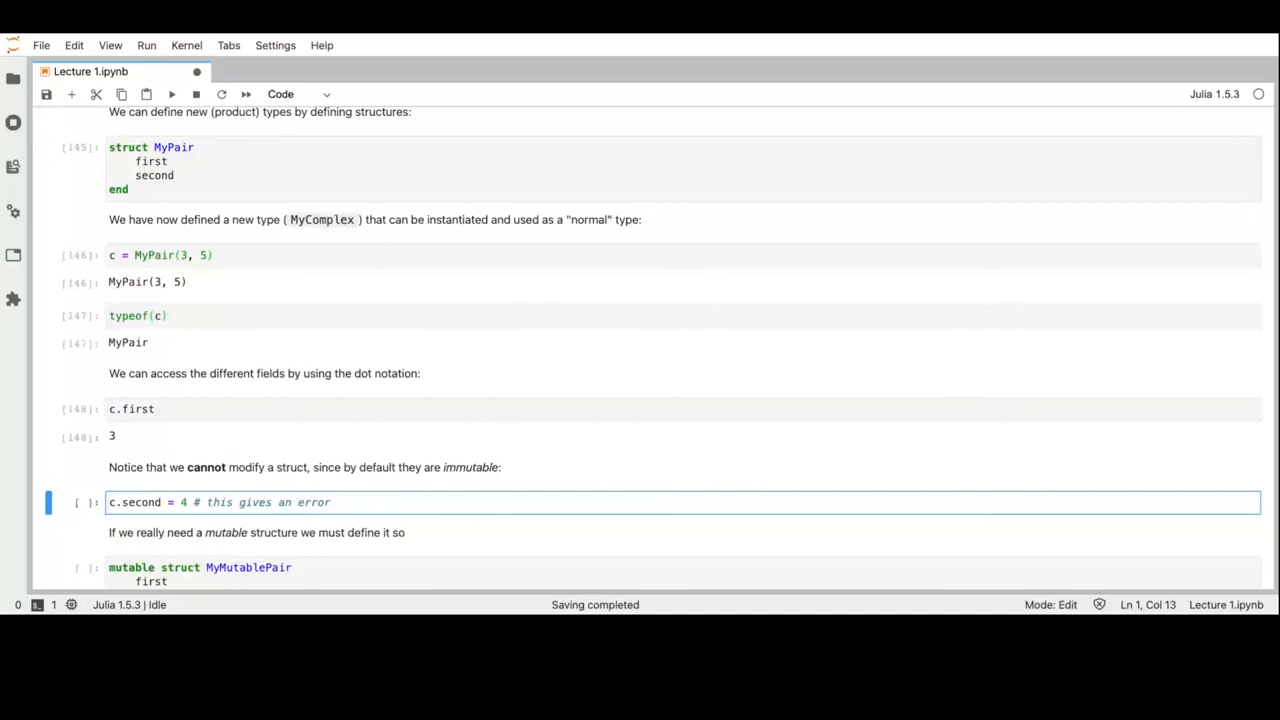 File Edit View Run Kernel Tabs Settings Help
Lecture 1.ipynb
Code
Julia 1.5.3
We can define new (product) types by defining structures:
[145]: struct MyPair
first
second
end
We have now defined a new type ( MyComplex ) that can be instantiated and used as a "normal" type:
[146]: c = MyPair(3, 5)
[146]: MyPair(3, 5)
[147]: typeof(c)
[147]: MyPair
We can access the different fields by using the dot notation:
[148]: c.first
[148]: 3
Notice that we cannot modify a struct, since by default they are immutable:
[ ]: c.second = 4 # this gives an error
If we really need a mutable structure we must define it so
[ ]: mutable struct MyMutablePair
first
0 1 Julia 1.5.3 | Idle Saving completed Mode: Edit Ln 1, Col 13 Lecture 1.ipynb